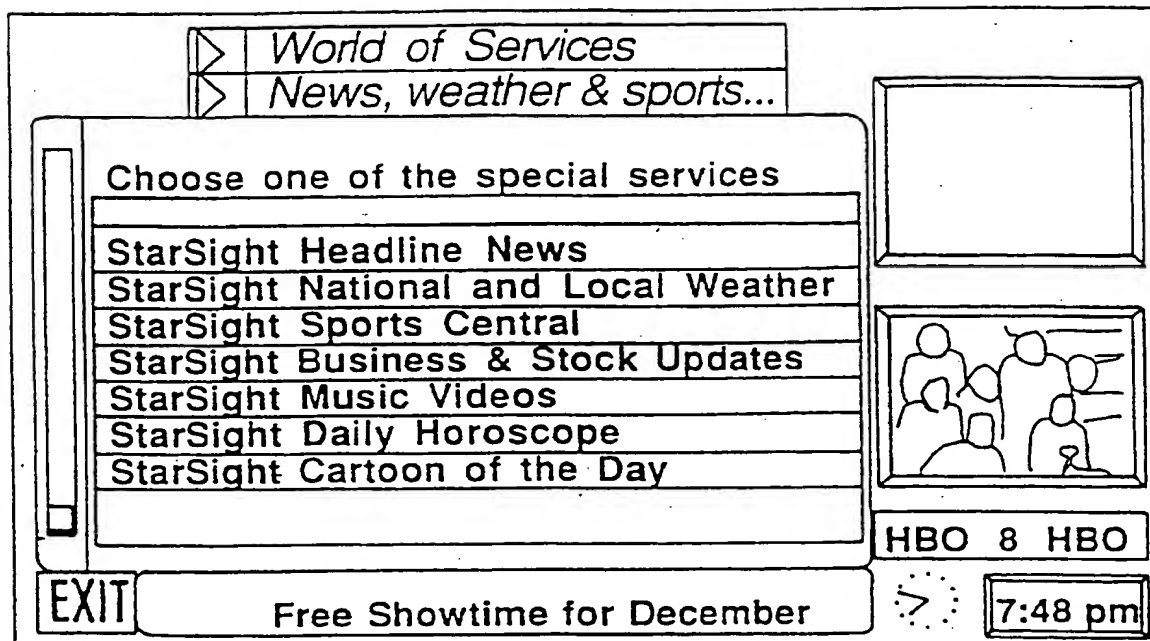 World of Services
News, weather & sports...
Choose one of the special services
StarSight Headline News
StarSight National and Local Weather
StarSight Sports Central
StarSight Business & Stock Updates
StarSight Music Videos
StarSight Daily Horoscope
StarSight Cartoon of the Day
HBO 8 HBO
EXIT
Free Showtime for December
7:48 pm